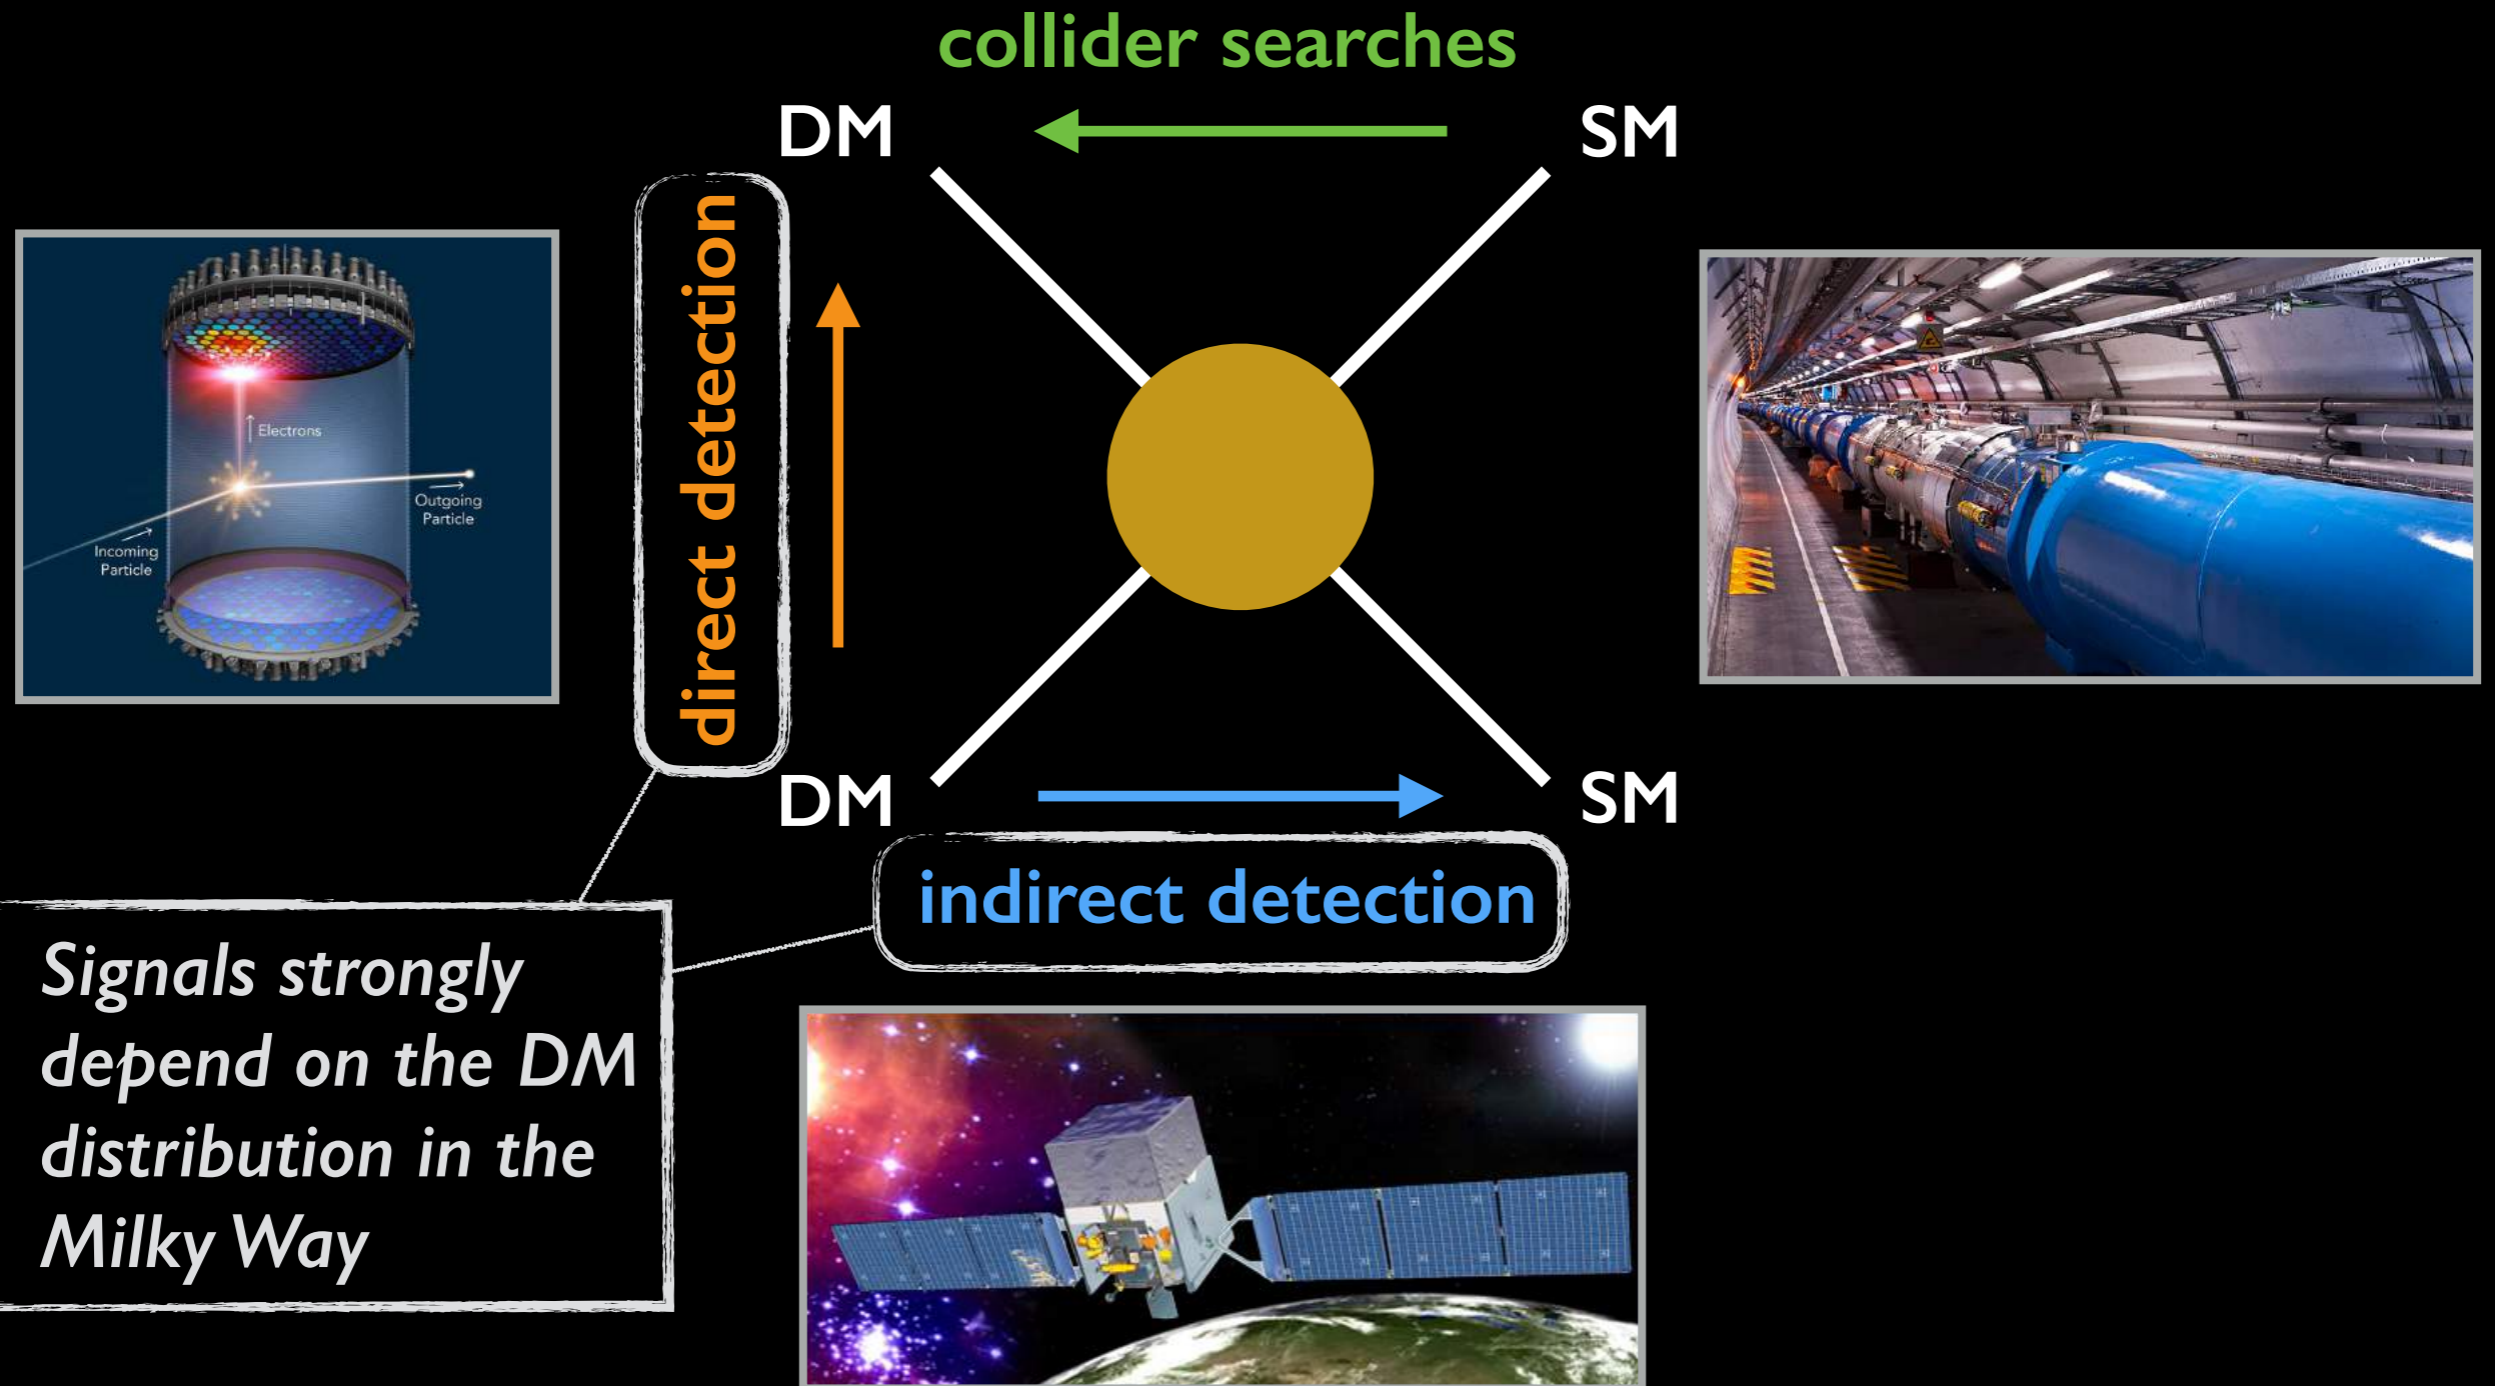 collider searches
DM
SM
direct detection
Electrons
Outgoing
Particle
Incoming
Particle
DM
SM
indirect detection
Signals strongly
depend on the DM
distribution in the
Milky Way